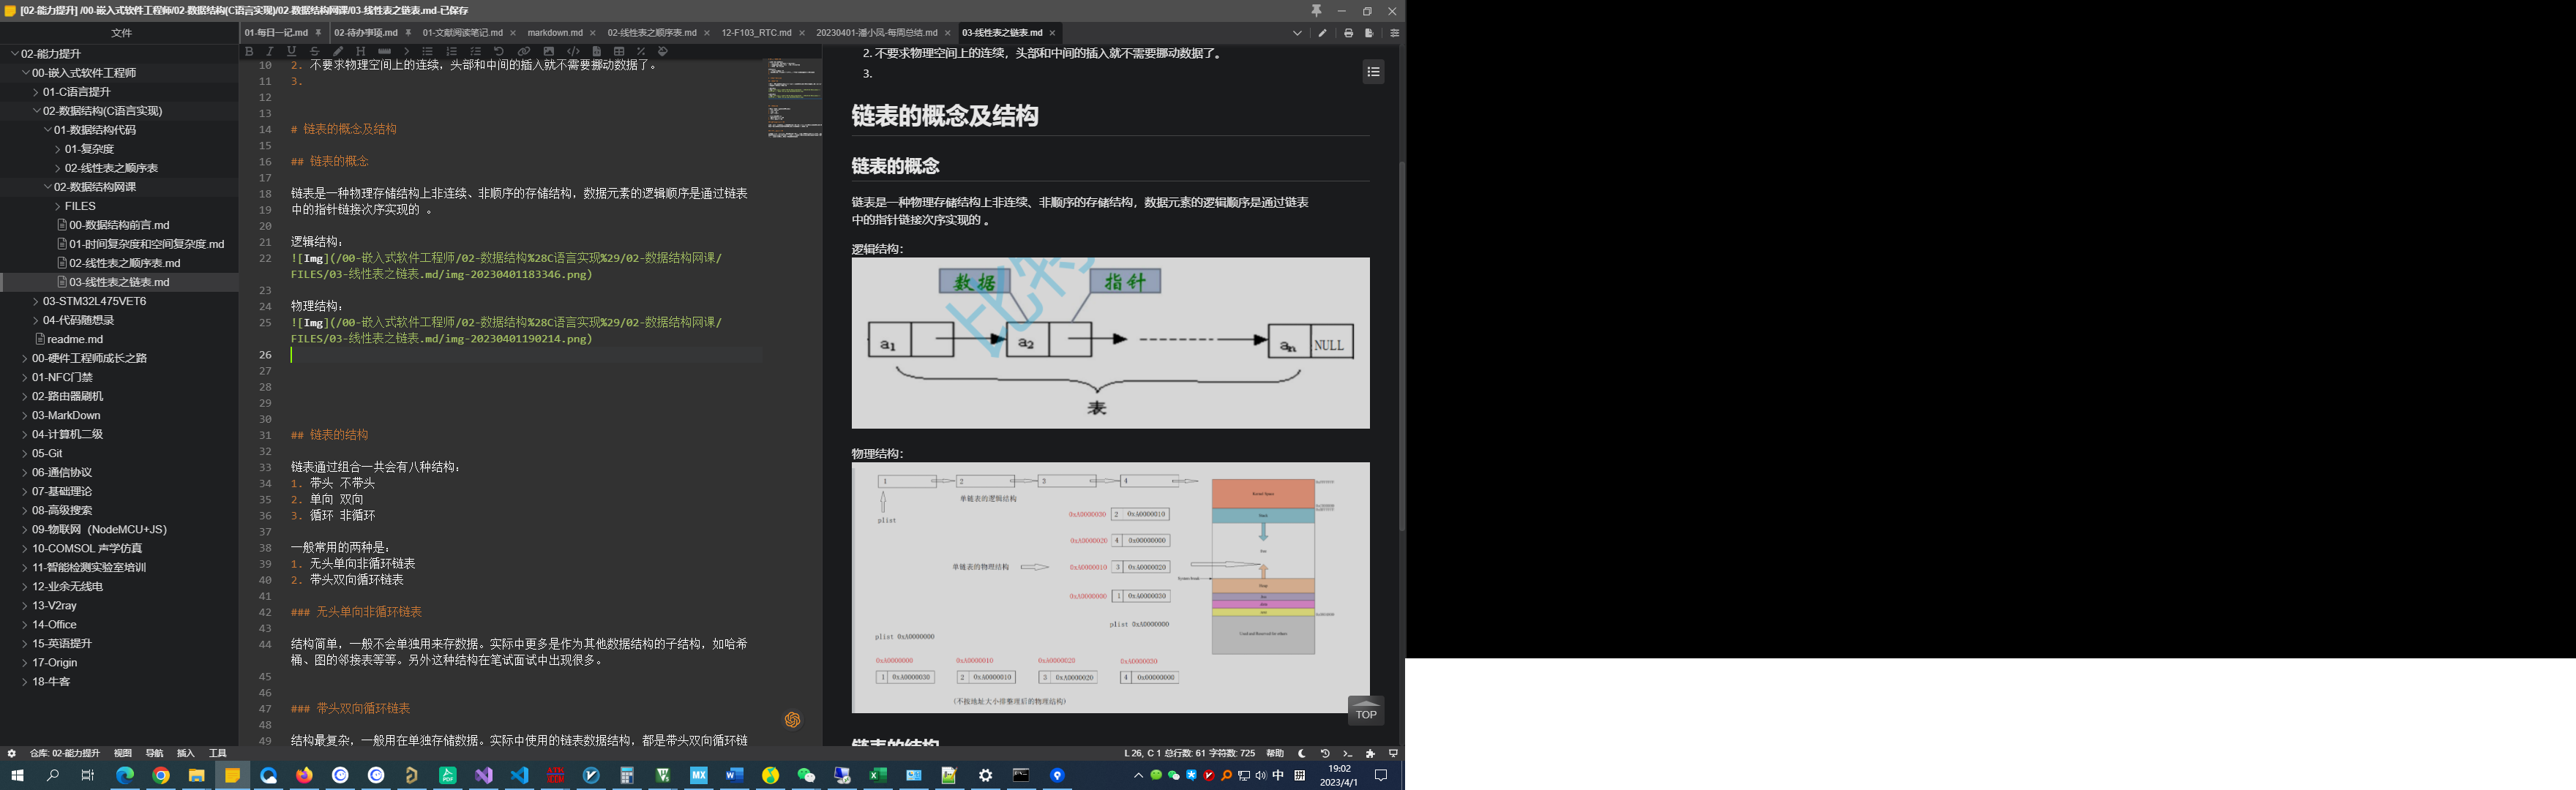 [02-能力提升] /00-嵌入式软件工程师/02-数据结构(C语言实现)/02-数据结构网课/03-线性表之链表.md-已保存
文件
01-每日一记.md
02-待办事项.md
01-文献阅读笔记.md
markdown.md
02-线性表之顺序表.md
12-F103_RTC.md
20230401-潘小凤-每周总结.md
03-线性表之链表.md
02-能力提升
00-嵌入式软件工程师
01-C语言提升
02-数据结构(C语言实现)
01-数据结构代码
01-复杂度
02-线性表之顺序表
02-数据结构网课
FILES
00-数据结构前言.md
01-时间复杂度和空间复杂度.md
02-线性表之顺序表.md
03-线性表之链表.md
03-STM32L475VET6
04-代码随想录
readme.md
00-硬件工程师成长之路
01-NFC门禁
02-路由器刷机
03-MarkDown
04-计算机二级
05-Git
06-通信协议
07-基础理论
08-高级搜索
09-物联网（NodeMCU+JS）
10-COMSOL 声学仿真
11-智能检测实验室培训
12-业余无线电
13-V2ray
14-Office
15-英语提升
17-Origin
18-牛客
10 2. 不要求物理空间上的连续，头部和中间的插入就不需要挪动数据了。
11 3.
12
13
14 # 链表的概念及结构
15
16 ## 链表的概念
17
18 链表是一种物理存储结构上非连续、非顺序的存储结构，数据元素的逻辑顺序是通过链表
19 中的指针链接次序实现的 。
20
21 逻辑结构：
22 ![Img](/00-嵌入式软件工程师/02-数据结构%28C语言实现%29/02-数据结构网课/
FILES/03-线性表之链表.md/img-20230401183346.png)
23
24 物理结构：
25 ![Img](/00-嵌入式软件工程师/02-数据结构%28C语言实现%29/02-数据结构网课/
FILES/03-线性表之链表.md/img-20230401190214.png)
26
27
28
29
30
31 ## 链表的结构
32
33 链表通过组合一共会有八种结构：
34 1. 带头 不带头
35 2. 单向 双向
36 3. 循环 非循环
37
38 一般常用的两种是：
39 1. 无头单向非循环链表
40 2. 带头双向循环链表
41
42 ### 无头单向非循环链表
43
44 结构简单，一般不会单独用来存数据。实际中更多是作为其他数据结构的子结构，如哈希
桶、图的邻接表等等。另外这种结构在笔试面试中出现很多。
45
46
47 ### 带头双向循环链表
48
49 结构最复杂，一般用在单独存储数据。实际中使用的链表数据结构，都是带头双向循环链
2. 不要求物理空间上的连续，头部和中间的插入就不需要挪动数据了。
3.
链表的概念及结构
链表的概念
链表是一种物理存储结构上非连续、非顺序的存储结构，数据元素的逻辑顺序是通过链表
中的指针链接次序实现的 。
逻辑结构：
数据 指针
比特
a1 a2 an NULL
表
物理结构：
1 2 3 4
单链表的逻辑结构
plist
0xA0000030 2 0xA0000010
0xA0000020 4 0x00000000
单链表的物理结构 0xA0000010 3 0xA0000020
0xA0000000 1 0xA0000030
plist 0xA0000000
plist 0xA0000000
0xA0000000 0xA0000010 0xA0000020 0xA0000030
1 0xA0000030 2 0xA0000010 3 0xA0000020 4 0x00000000
(不按地址大小排整理后的物理结构)
Kernel Space
Stack
Heap
TOP
链表的结构
仓库: 02-能力提升 视图 导航 插入 工具
L 26, C 1 总行数: 61 字符数: 725 帮助
中
拼
19:02
2023/4/1